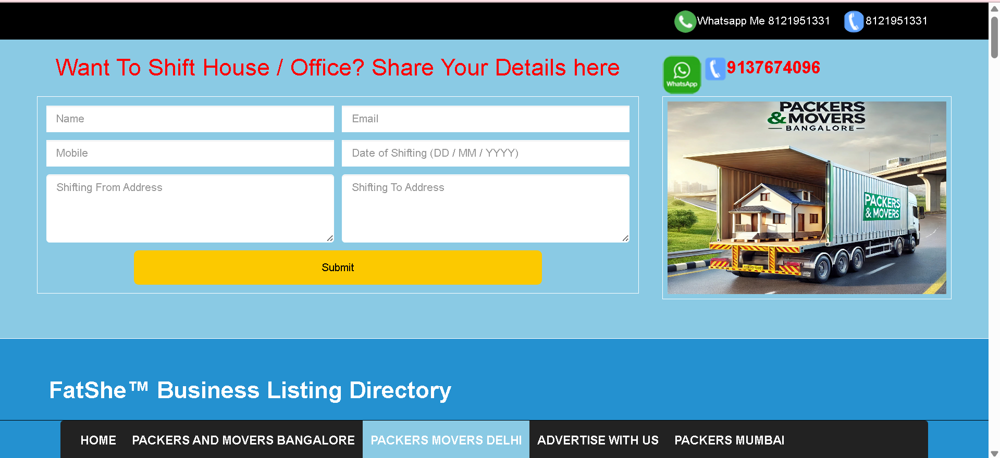 Whatsapp Me 8121951331 8121951331
Want To Shift House / Office? Share Your Details here
WhatsApp
9137674096
Name
Email
Mobile
Date of Shifting (DD / MM / YYYY)
Shifting From Address
Shifting To Address
Submit
PACKERS
& MOVERS
BANGALORE
PACKERS
& MOVERS
FatShe™ Business Listing Directory
HOME PACKERS AND MOVERS BANGALORE PACKERS MOVERS DELHI ADVERTISE WITH US PACKERS MUMBAI